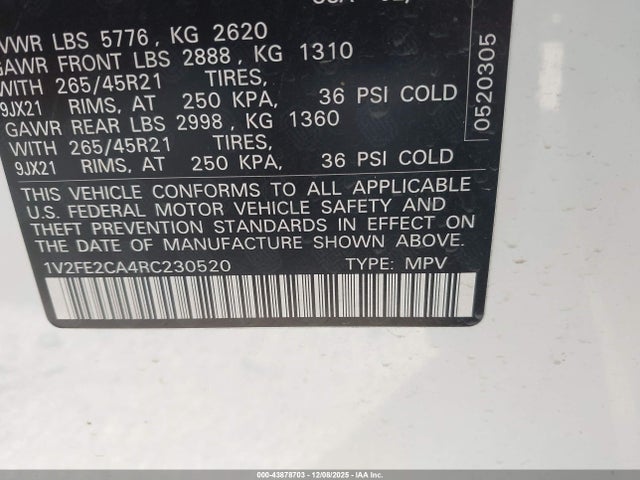 VWR LBS 5776, KG 2620
GAWR FRONT LBS 2888, KG 1310
WITH 265/45R21 TIRES,
9JX21 RIMS, AT 250 KPA, 36 PSI COLD
GAWR REAR LBS 2998, KG 1360
WITH 265/45R21 TIRES,
9JX21 RIMS, AT 250 KPA, 36 PSI COLD
0520305
THIS VEHICLE CONFORMS TO ALL APPLICABLE
U.S. FEDERAL MOTOR VEHICLE SAFETY AND
THEFT PREVENTION STANDARDS IN EFFECT ON
THE DATE OF MANUFACTURE SHOWN ABOVE.
1V2FE2CA4RC230520 TYPE: MPV
000-43878703 - 12/08/2025 - IAA Inc.